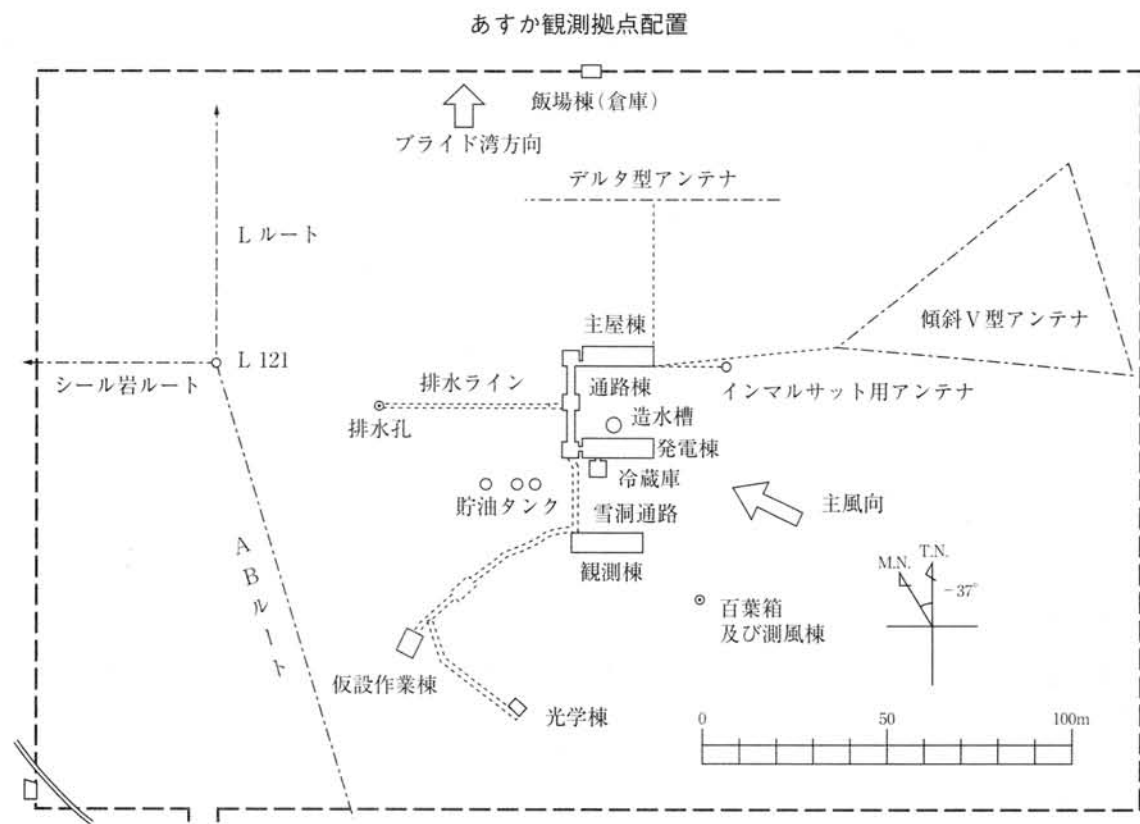 あすか観測拠点配置
飯場棟(倉庫)
ブライド湾方向
デルタ型アンテナ
Lルート
傾斜V型アンテナ
主屋棟
L 121
シール岩ルート
排水ライン
通路棟
インマルサット用アンテナ
造水槽
排水孔
発電棟
冷蔵庫
貯油タンク
雪洞通路
主風向
観測棟
ABルート
M.N.
T.N.
-37°
百葉箱
及び測風棟
仮設作業棟
光学棟
0
50
100m